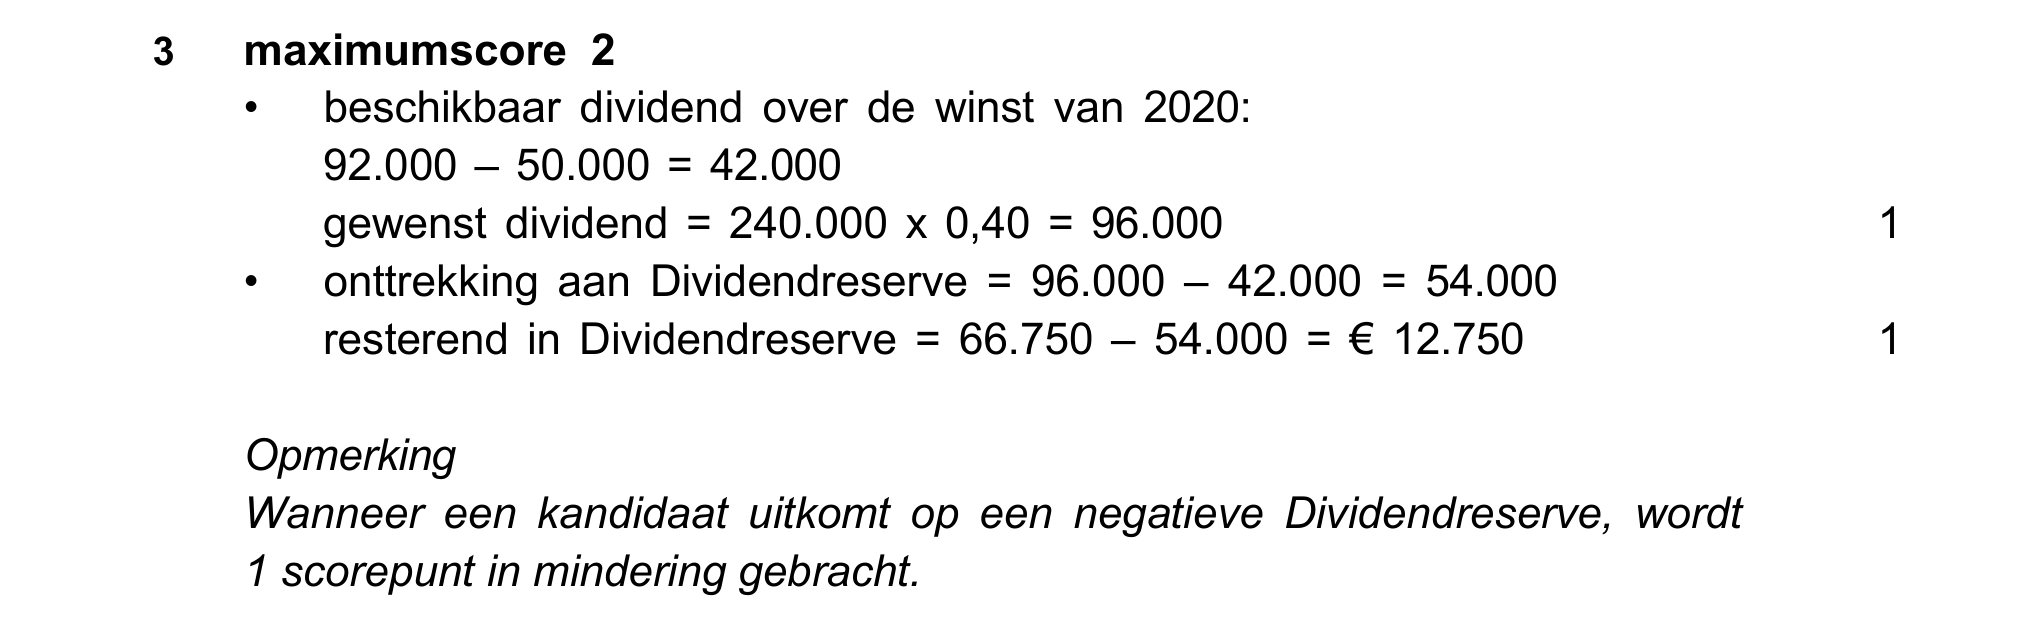 3 maximumscore 2
• beschikbaar dividend over de winst van 2020:
92.000 – 50.000 = 42.000
gewenst dividend = 240.000 x 0,40 = 96.000 1
• onttrekking aan Dividendreserve = 96.000 – 42.000 = 54.000
resterend in Dividendreserve = 66.750 – 54.000 = € 12.750 1
Opmerking
Wanneer een kandidaat uitkomt op een negatieve Dividendreserve, wordt
1 scorepunt in mindering gebracht.